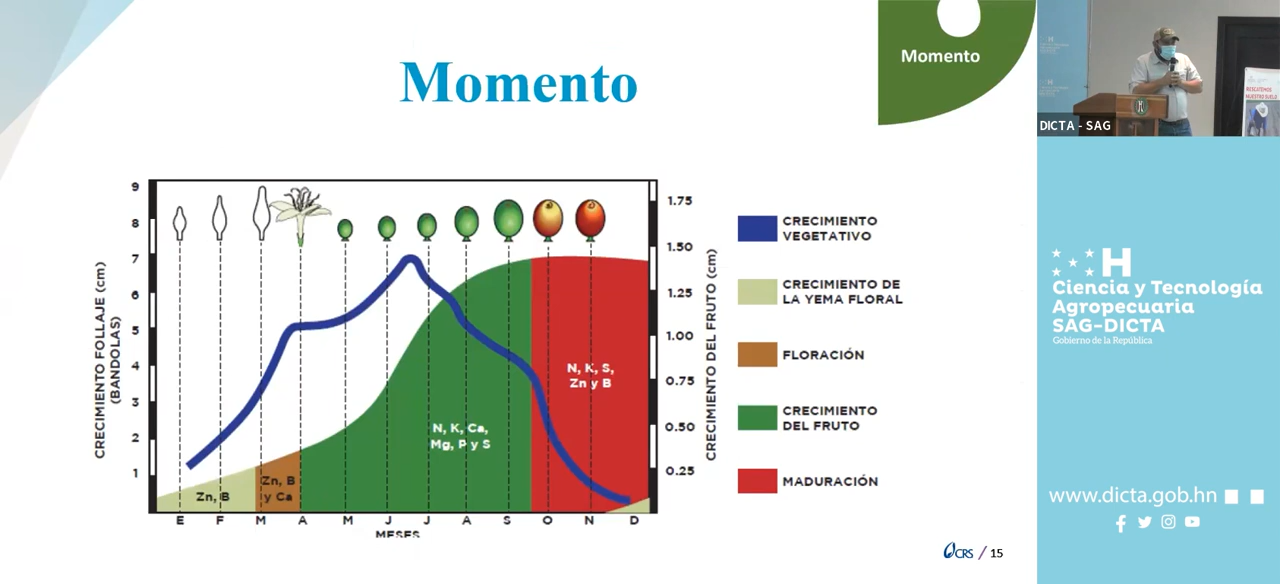 Momento
Momento
DICTA - SAG
9
8
7
6
5
4
3
2
1
CRECIMIENTO FOLLAJE (cm)
(BANDOLAS)
1.75
1.50
1.25
1.00
0.75
0.50
0.25
CRECIMIENTO DEL FRUTO (cm)
Zn, B
Zn, B
y Ca
N, K, Ca,
Mg, P y S
N, K, S,
Zn y B
E F M A M J J A S O N D
MESES
CRECIMIENTO
VEGETATIVO
CRECIMIENTO DE
LA YEMA FLORAL
FLORACIÓN
CRECIMIENTO
DEL FRUTO
MADURACIÓN
CRS / 15
RESCATEMOS
NUESTRO SUELO
H
Ciencia y Tecnología
Agropecuaria
SAG-DICTA
Gobierno de la República
www.dicta.gob.hn